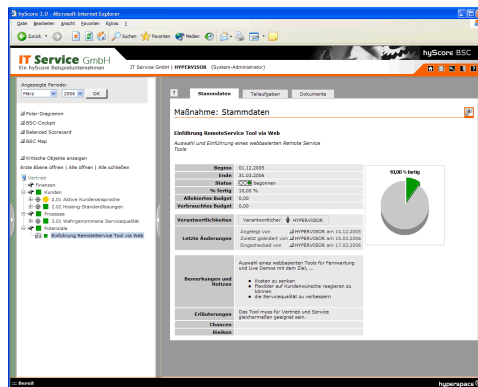 hyScore 3.0 - Microsoft Internet Explorer
Datei Bearbeiten Ansicht Favoriten Extras ?
Zurück Suchen Favoriten Medien
hyScore BSC
IT Service GmbH
Ein hyScore Beispielunternehmen
IT Service GmbH | HYPERVISOR (System-Administrator)
Angezeigte Periode:
März 2006 OK
Polar-Diagramm
BSC-Cockpit
Balanced Scorecard
BSC Map
Kritische Objekte anzeigen
Erste Ebene öffnen | Alle öffnen | Alle schließen
Vertrieb
Finanzen
Kunden
2.01 Aktive Kundenansprache
2.02 Hosting-Standardlösungen
Prozesse
3.01 Wahrgenommene Servicequalität
Potenziale
Einführung RemoteService Tool via Web
? Stammdaten Teilaufgaben Dokumente
Maßnahme: Stammdaten
Einführung RemoteService Tool via Web
Auswahl und Einführung eines webbasierten Remote Service
Tools
Beginn 01.12.2005
Ende 31.03.2006
Status begonnen
% fertig 10,00 %
Allokiertes Budget 0,00
Verbrauchtes Budget 0,00
10,00 % fertig
Verantwortlichkeiten Verantwortlicher HYPERVISOR
Letzte Änderungen
Angelegt von HYPERVISOR am 14.12.2005
Zuletzt geändert von HYPERVISOR am 15.03.2006
Eingecheckt von HYPERVISOR am 17.03.2006
Bemerkungen und
Notizen
Auswahl eines webbasierten Tools für Fernwartung
und Live Demos mit dem Ziel, ...
Kosten zu senken
Flexibler auf Kundenwünsche reagieren zu
können
die Servicequalität zu verbessern
Erläuterungen
Das Tool muss für Vertrieb und Service
gleichermaßen geeignet sein.
Chancen
Risiken
::: Bereit
hyperspace